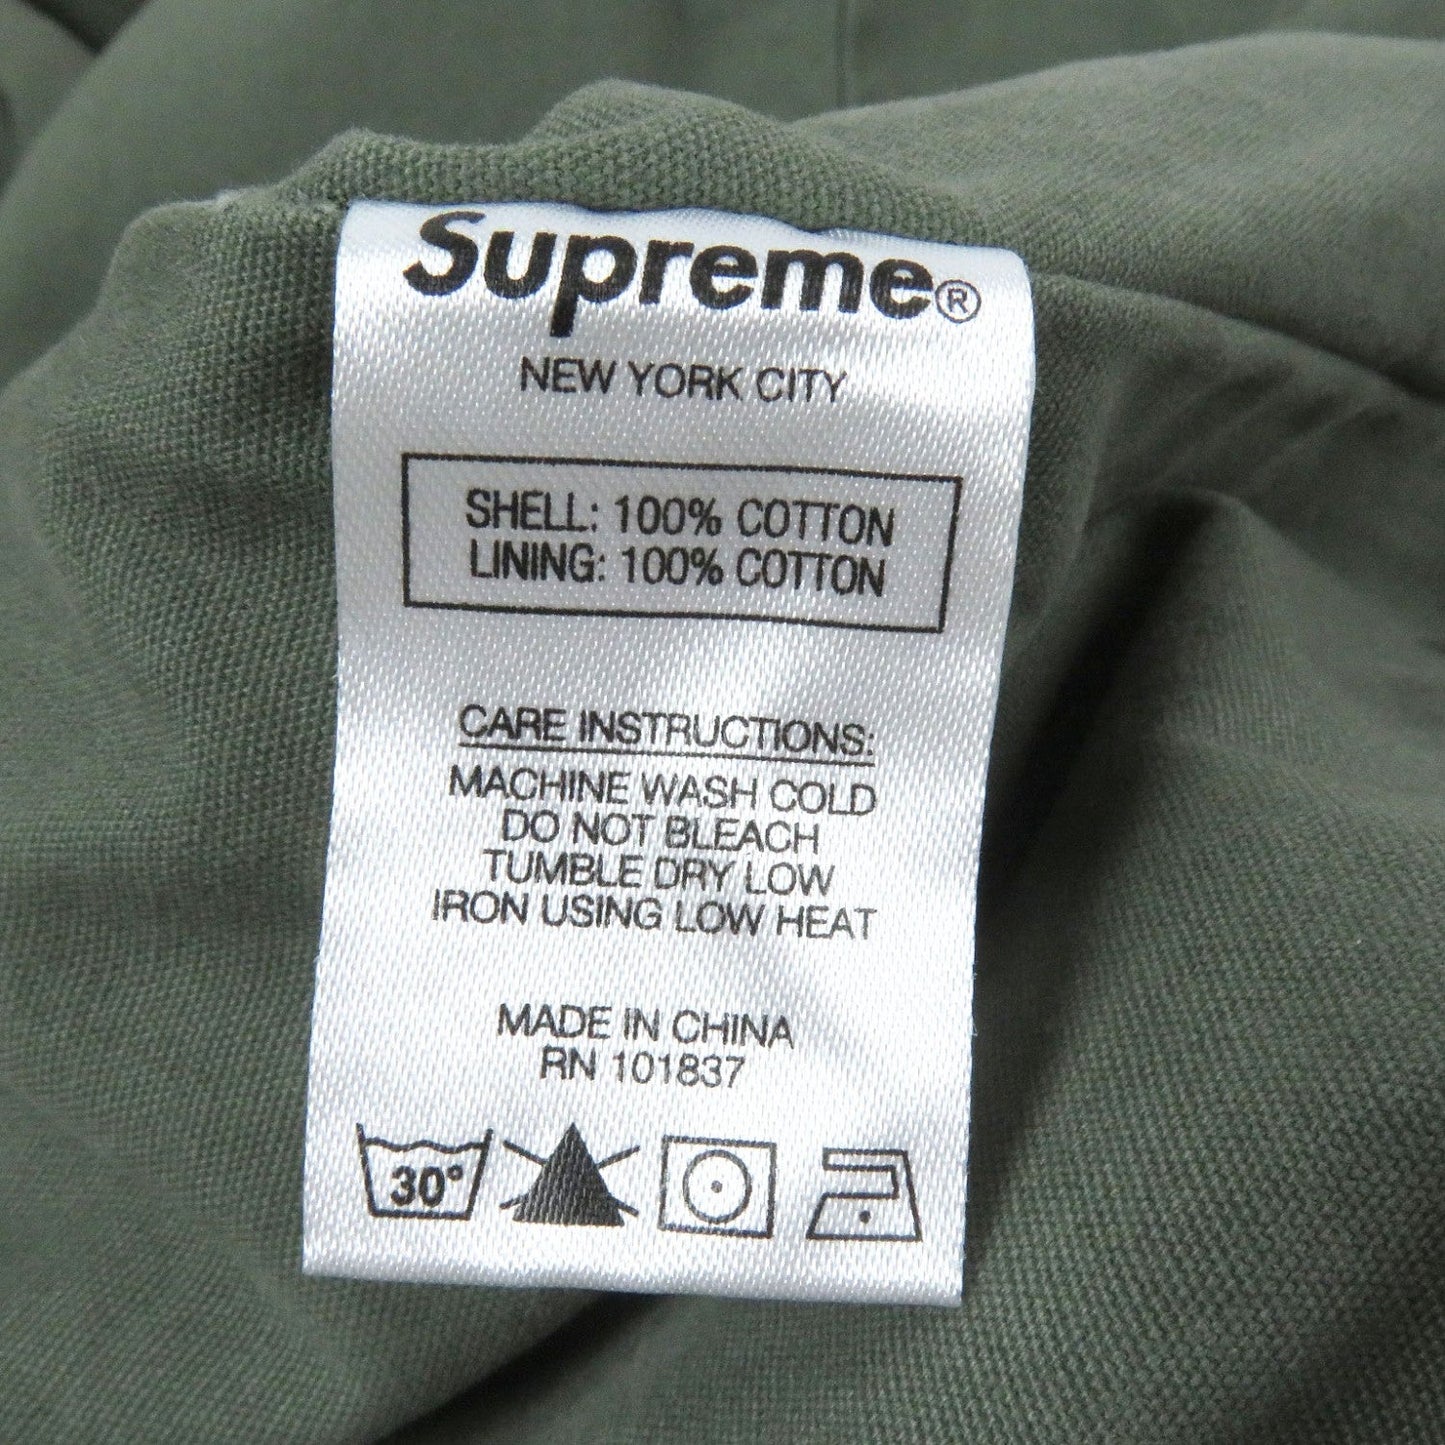 Supreme®
NEW YORK CITY
SHELL: 100% COTTON
LINING: 100% COTTON
CARE INSTRUCTIONS:
MACHINE WASH COLD
DO NOT BLEACH
TUMBLE DRY LOW
IRON USING LOW HEAT
MADE IN CHINA
RN 101837
30°